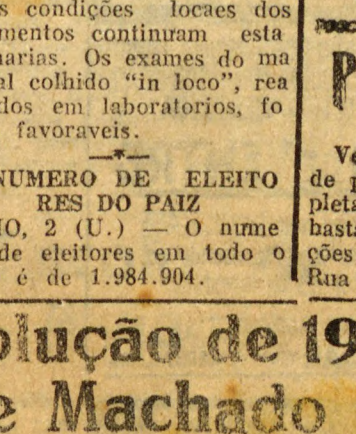 s condições locaes dos
mentos continuam esta
narias. Os exames do ma
al colhido "in loco", rea
dos em laboratorios, fo
favoraveis.
NUMERO DE ELEITO
RES DO PAIZ
IO, 2 (U.) — O nume
de eleitores em todo o
é de 1.984.904.
P
Ve
de p
pleta
basta
ções
Rua
olução de 19
e Machado